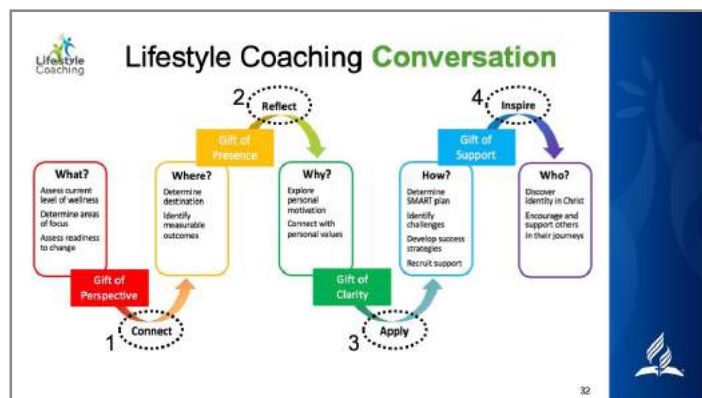 Lifestyle
Coaching
Lifestyle Coaching Conversation
2
Reflect
4
Inspire
Gift of
Presence
Gift of
Support
What?
Assess current
level of wellness
Determine areas
of focus
Assess readiness
to change
Where?
Determine
destination
Identify
measurable
outcomes
Why?
Explore
personal
motivation
Connect with
personal values
How?
Determine
SMART plan
Identify
challenges
Develop success
strategies
Recruit support
Who?
Discover
identity in Christ
Encourage and
support others
in their journeys
Gift of
Perspective
Gift of
Clarity
1
Connect
3
Apply
32